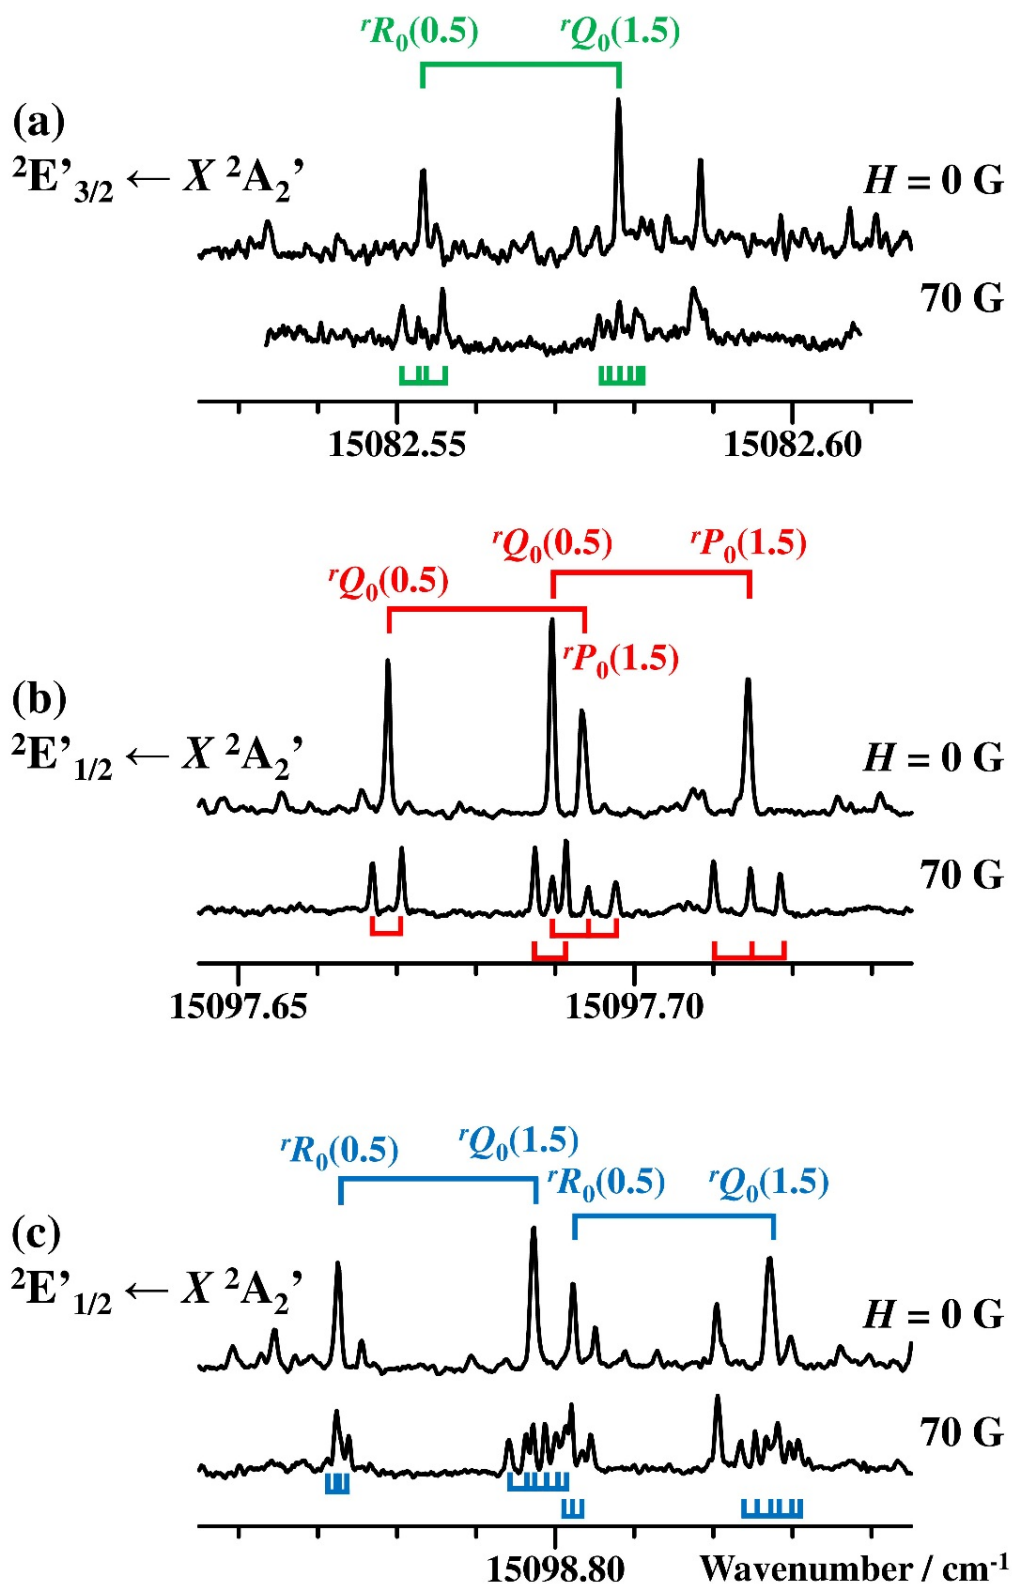 ʳR₀(0.5) ʳQ₀(1.5)
(a)
²E’₃/₂ ← X ²A₂’
H = 0 G
70 G
15082.55 15082.60
ʳQ₀(0.5) ʳP₀(1.5)
ʳQ₀(0.5)
ʳP₀(1.5)
(b)
²E’₁/₂ ← X ²A₂’
H = 0 G
70 G
15097.65 15097.70
ʳR₀(0.5) ʳQ₀(1.5)
ʳR₀(0.5) ʳQ₀(1.5)
(c)
²E’₁/₂ ← X ²A₂’
H = 0 G
70 G
15098.80 Wavenumber / cm⁻¹